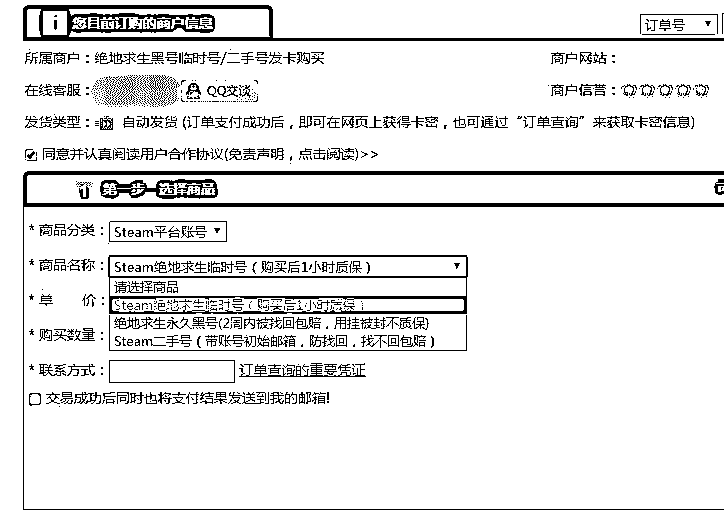 您目前订购的商户信息
订单号
所属商户：绝地求生黑号临时号/二手号发卡购买
商户网站：
在线客服：
QQ交谈
商户信誉：
发货类型： 自动发货 (订单支付成功后，即可在网页上获得卡密，也可通过“订单查询”来获取卡密信息)
同意并认真阅读用户合作协议(免责声明，点击阅读)>>
第一步—选择商品
* 商品分类：Steam平台账号
* 商品名称：Steam绝地求生临时号（购买后1小时质保）
请选择商品
* 单 价：
Steam绝地求生临时号（购买后1小时质保）
绝地求生永久黑号(2周内被找回包赔，用挂被封不质保)
* 购买数量：
Steam二手号（带账号初始邮箱，防找回，找不回包赔）
* 联系方式： 订单查询的重要凭证
交易成功后同时也将支付结果发送到我的邮箱!